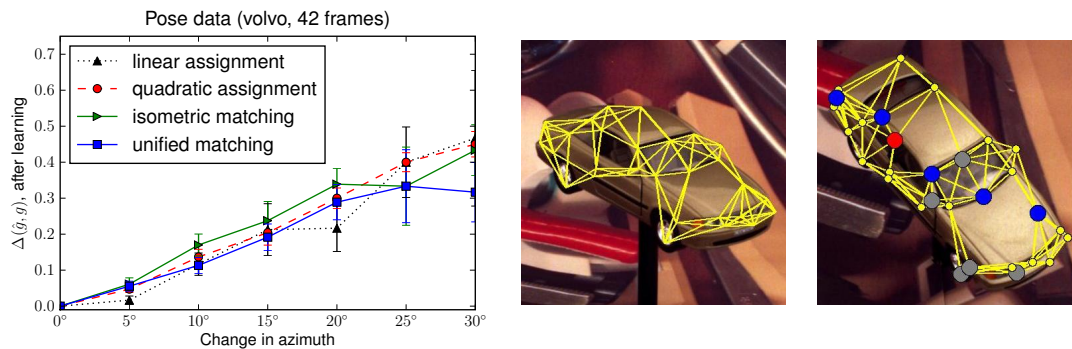 Pose data (volvo, 42 frames)
Δ(ĝ, g), after learning
0.7
0.6
0.5
0.4
0.3
0.2
0.1
0.0
linear assignment
quadratic assignment
isometric matching
unified matching
0° 5° 10° 15° 20° 25° 30°
Change in azimuth